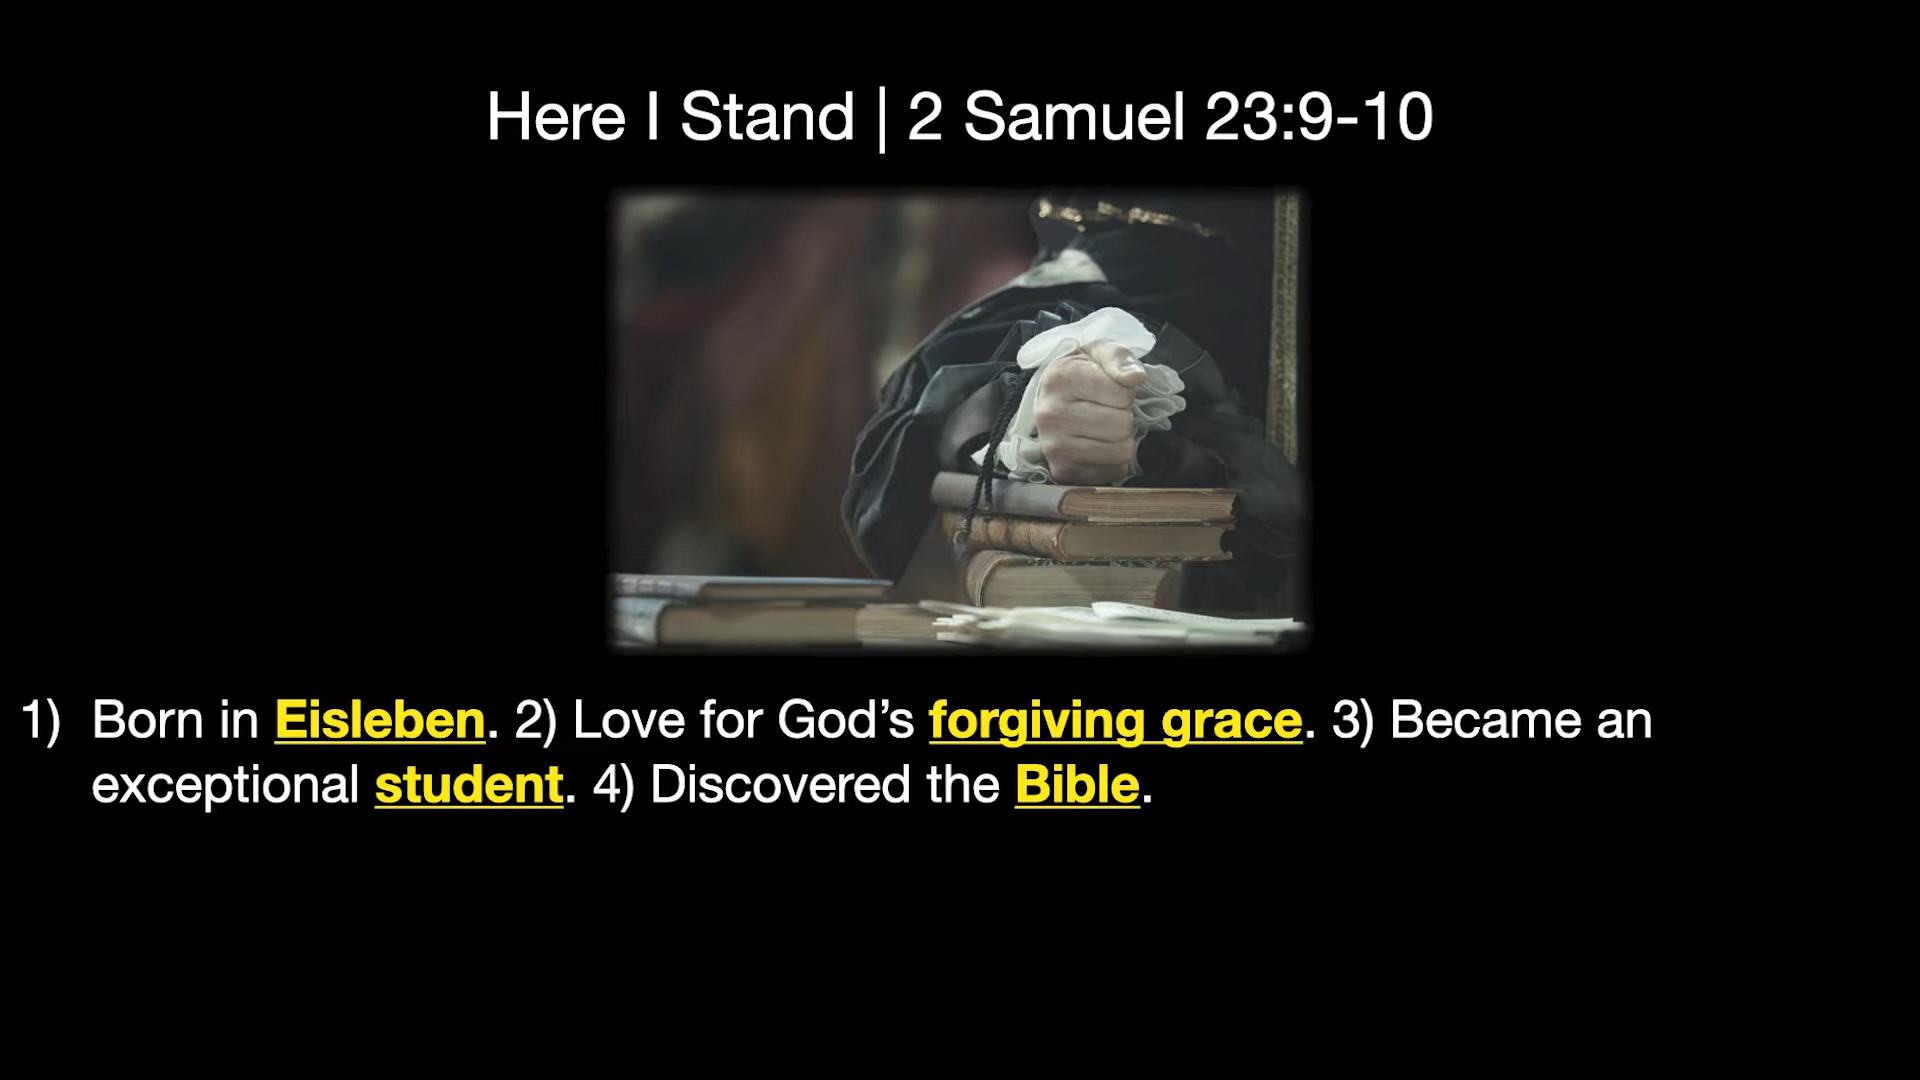 Here I Stand | 2 Samuel 23:9-10
1) Born in Eisleben. 2) Love for God’s forgiving grace. 3) Became an
exceptional student. 4) Discovered the Bible.